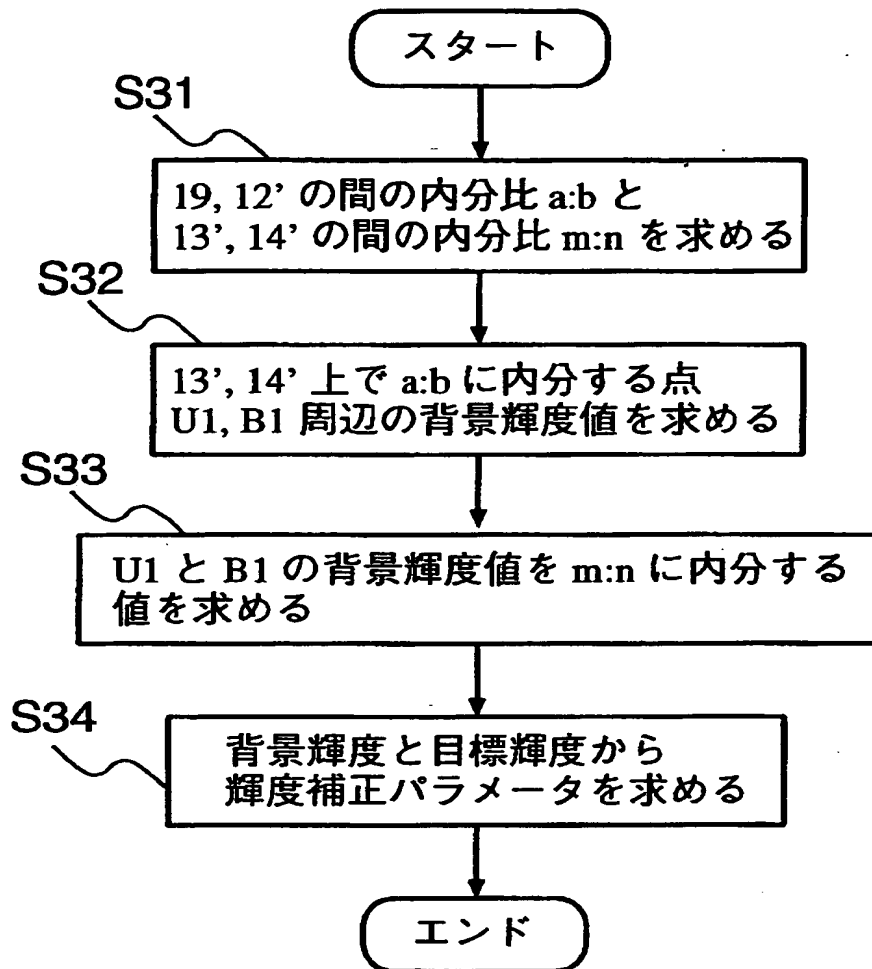 スタート
S31
19, 12’ の間の内分比 a:b と
13’, 14’ の間の内分比 m:n を求める
S32
13’, 14’ 上で a:b に内分する点
U1, B1 周辺の背景輝度値を求める
S33
U1 と B1 の背景輝度値を m:n に内分する
値を求める
S34
背景輝度と目標輝度から
輝度補正パラメータを求める
エンド